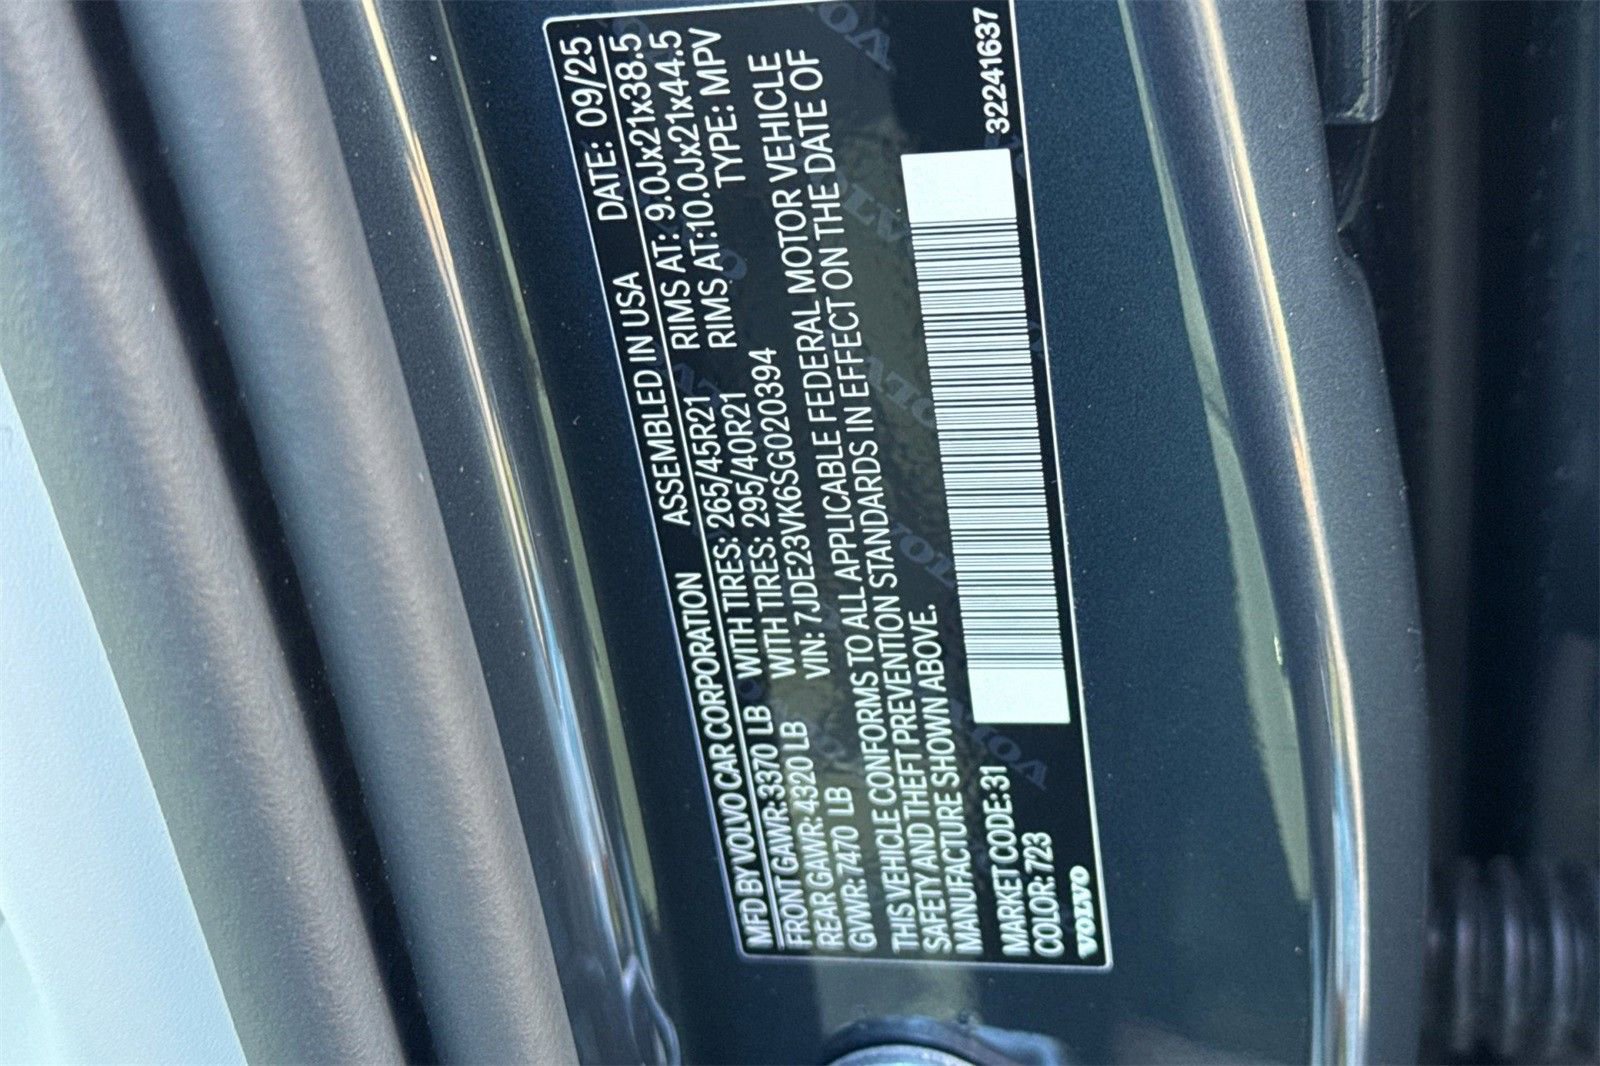 MFD BY VOLVO CAR CORPORATION ASSEMBLED IN USA DATE: 09/25
FRONT GAWR: 3370 LB WITH TIRES: 265/45R21 RIMS AT: 9.0Jx21x38.5
REAR GAWR: 4320 LB WITH TIRES: 295/40R21 RIMS AT:10.0Jx21x44.5
GVWR: 7470 LB VIN: 7JDE23VK6SG020394 TYPE: MPV
THIS VEHICLE CONFORMS TO ALL APPLICABLE FEDERAL MOTOR VEHICLE
SAFETY AND THEFT PREVENTION STANDARDS IN EFFECT ON THE DATE OF
MANUFACTURE SHOWN ABOVE.
MARKET CODE: 31
COLOR: 723
VOLVO
32241637